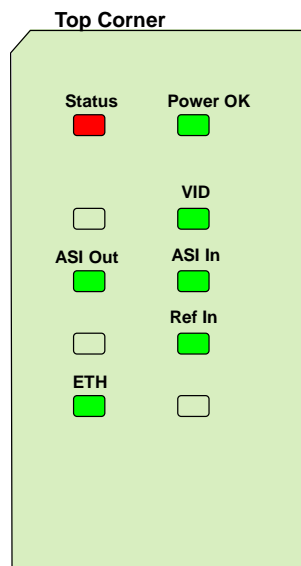 Top Corner
Status Power OK
VID
ASI Out ASI In
Ref In
ETH